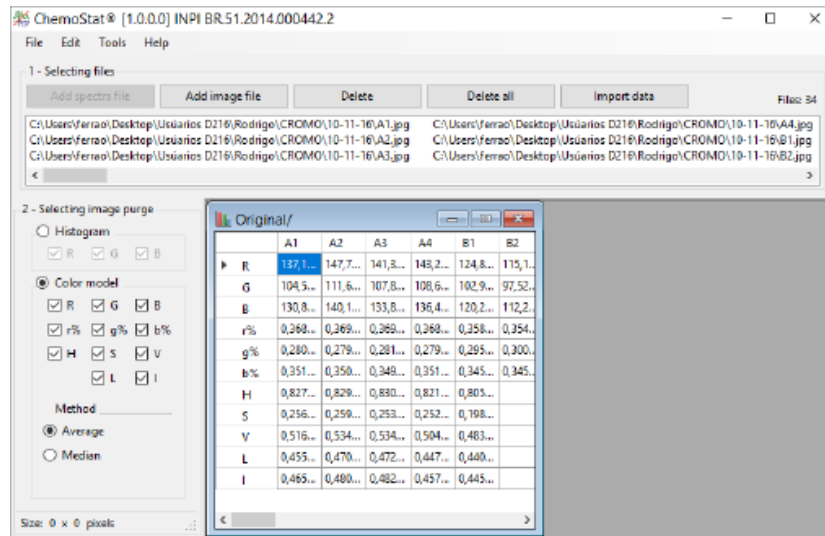 ChemoStat® [1.0.0.0] INPI BR.51.2014.000442.2
File Edit Tools Help
1 - Selecting files
Add spectra file Add image file Delete Delete all Import data Files: 34
C:\Users\ferrao\Desktop\Usúarios D216\Rodrigo\CROMO\10-11-16\A1.jpg C:\Users\ferrao\Desktop\Usúarios D216\Rodrigo\CROMO\10-11-16\A4.jpg
C:\Users\ferrao\Desktop\Usúarios D216\Rodrigo\CROMO\10-11-16\A2.jpg C:\Users\ferrao\Desktop\Usúarios D216\Rodrigo\CROMO\10-11-16\B1.jpg
C:\Users\ferrao\Desktop\Usúarios D216\Rodrigo\CROMO\10-11-16\A3.jpg C:\Users\ferrao\Desktop\Usúarios D216\Rodrigo\CROMO\10-11-16\B2.jpg
2 - Selecting image purge
Histogram
R G B
Color model
R G B
r% g% b%
H S V
L I
Method
Average
Median
Size: 0 x 0 pixels
Original/
A1 A2 A3 A4 B1 B2
R 137,1... 147,7... 141,3... 143,2... 124,8... 115,1..
G 104,5... 111,6... 107,8... 108,6... 102,9... 97,52..
B 130,8... 140,1... 133,8... 136,4... 120,2... 112,2..
r% 0,368... 0,369... 0,369... 0,368... 0,358... 0,354..
g% 0,280... 0,279... 0,281... 0,279... 0,295... 0,300..
b% 0,351... 0,350... 0,349... 0,351... 0,345... 0,345..
H 0,827... 0,829... 0,830... 0,821... 0,805...
S 0,256... 0,259... 0,253... 0,252... 0,198...
V 0,516... 0,534... 0,534... 0,504... 0,483...
L 0,455... 0,470... 0,472... 0,447... 0,440...
I 0,465... 0,480... 0,482... 0,457... 0,445...